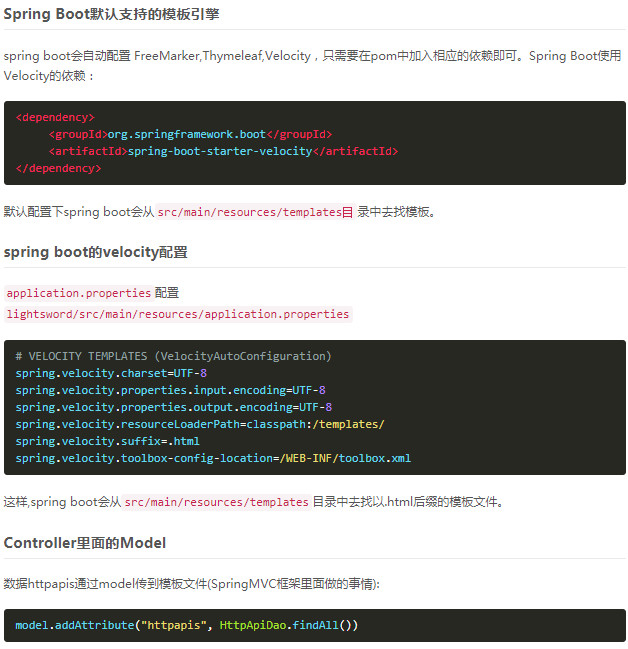 Spring Boot默认支持的模板引擎
spring boot会自动配置 FreeMarker,Thymeleaf,Velocity，只需要在pom中加入相应的依赖即可。Spring Boot使用
Velocity的依赖：
<dependency>
<groupId>org.springframework.boot</groupId>
<artifactId>spring-boot-starter-velocity</artifactId>
</dependency>
默认配置下spring boot会从 src/main/resources/templates目 录中去找模板。
spring boot的velocity配置
application.properties 配置
lightsword/src/main/resources/application.properties
# VELOCITY TEMPLATES (VelocityAutoConfiguration)
spring.velocity.charset=UTF-8
spring.velocity.properties.input.encoding=UTF-8
spring.velocity.properties.output.encoding=UTF-8
spring.velocity.resourceLoaderPath=classpath:/templates/
spring.velocity.suffix=.html
spring.velocity.toolbox-config-location=/WEB-INF/toolbox.xml
这样,spring boot会从 src/main/resources/templates 目录中去找以.html后缀的模板文件。
Controller里面的Model
数据httpapis通过model传到模板文件(SpringMVC框架里面做的事情):
model.addAttribute("httpapis", HttpApiDao.findAll())